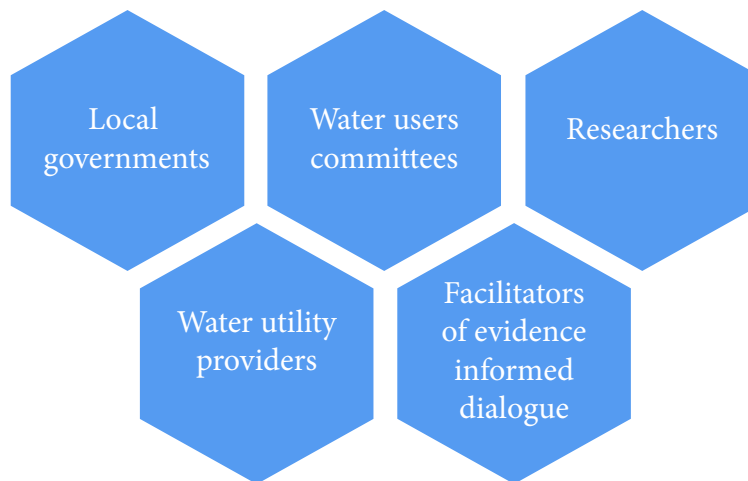 Local
governments
Water users
committees
Researchers
Water utility
providers
Facilitators
of evidence
informed
dialogue